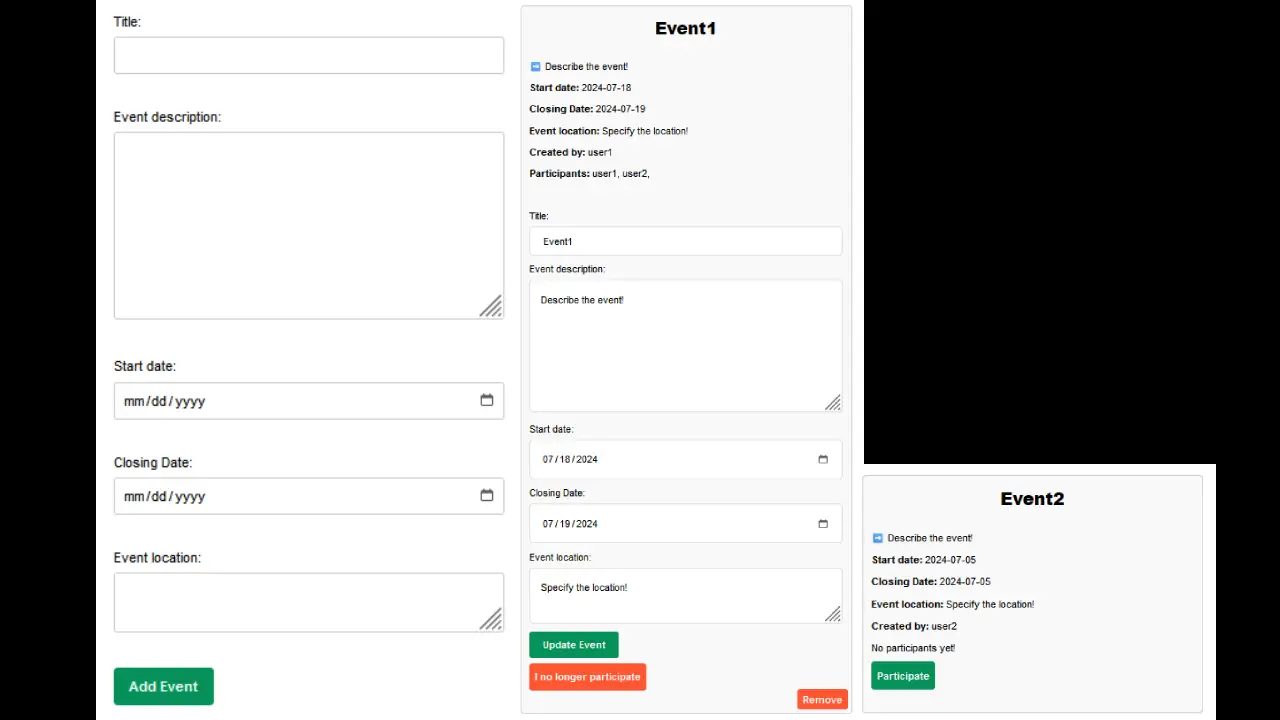 Title:
Event description:
Start date:
mm/dd/yyyy
Closing Date:
mm/dd/yyyy
Event location:
Add Event
Event1
➡️ Describe the event!
Start date: 2024-07-18
Closing Date: 2024-07-19
Event location: Specify the location!
Created by: user1
Participants: user1, user2,
Title:
Event1
Event description:
Describe the event!
Start date:
07/18/2024
Closing Date:
07/19/2024
Event location:
Specify the location!
Update Event
I no longer participate
Remove
Event2
➡️ Describe the event!
Start date: 2024-07-05
Closing Date: 2024-07-05
Event location: Specify the location!
Created by: user2
No participants yet!
Participate